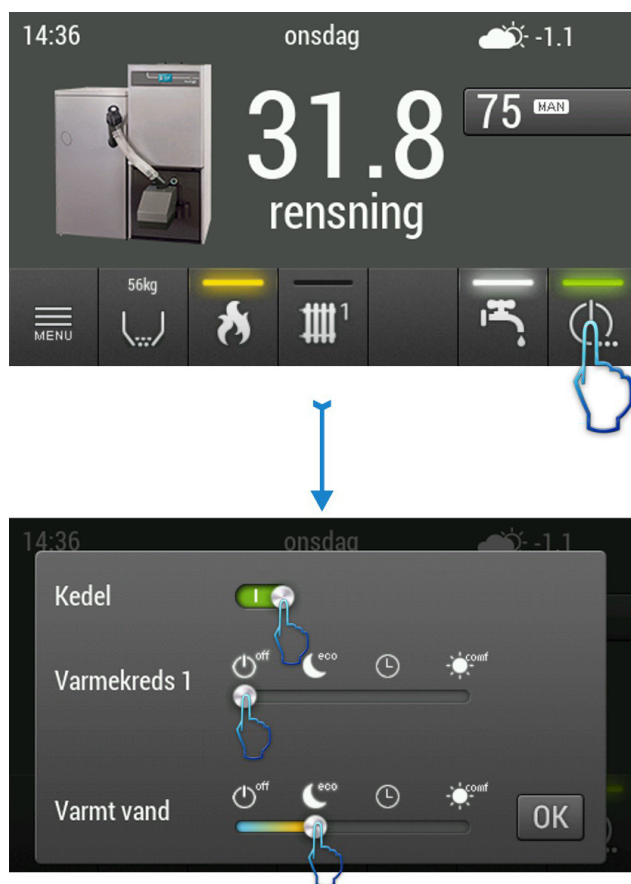 14:36 onsdag -1.1
31.8
75 MAN
rensning
56kg
1
MENU
14:36 onsdag -1.1
Kedel
off eco comf
Varmekreds 1
off eco comf
Varmt vand
OK